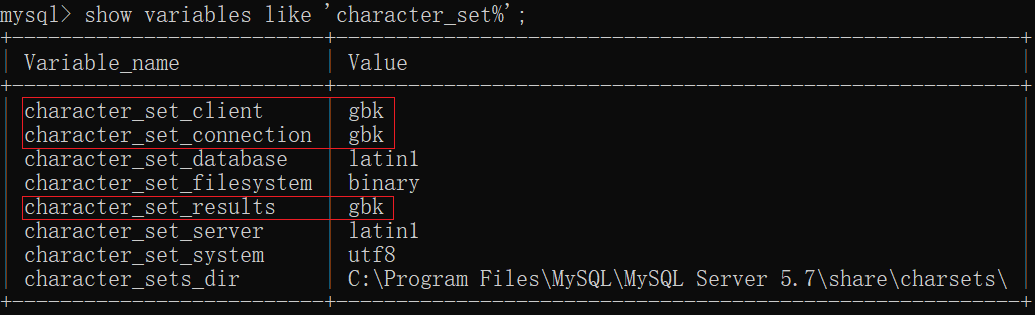 mysql> show variables like 'character_set%';
+--------------------------+---------------------------------------------------------+
| Variable_name            | Value                                                   |
+--------------------------+---------------------------------------------------------+
| character_set_client     | gbk                                                     |
| character_set_connection | gbk                                                     |
| character_set_database   | latin1                                                  |
| character_set_filesystem | binary                                                  |
| character_set_results    | gbk                                                     |
| character_set_server     | latin1                                                  |
| character_set_system     | utf8                                                    |
| character_sets_dir       | C:\Program Files\MySQL\MySQL Server 5.7\share\charsets\ |
+--------------------------+---------------------------------------------------------+